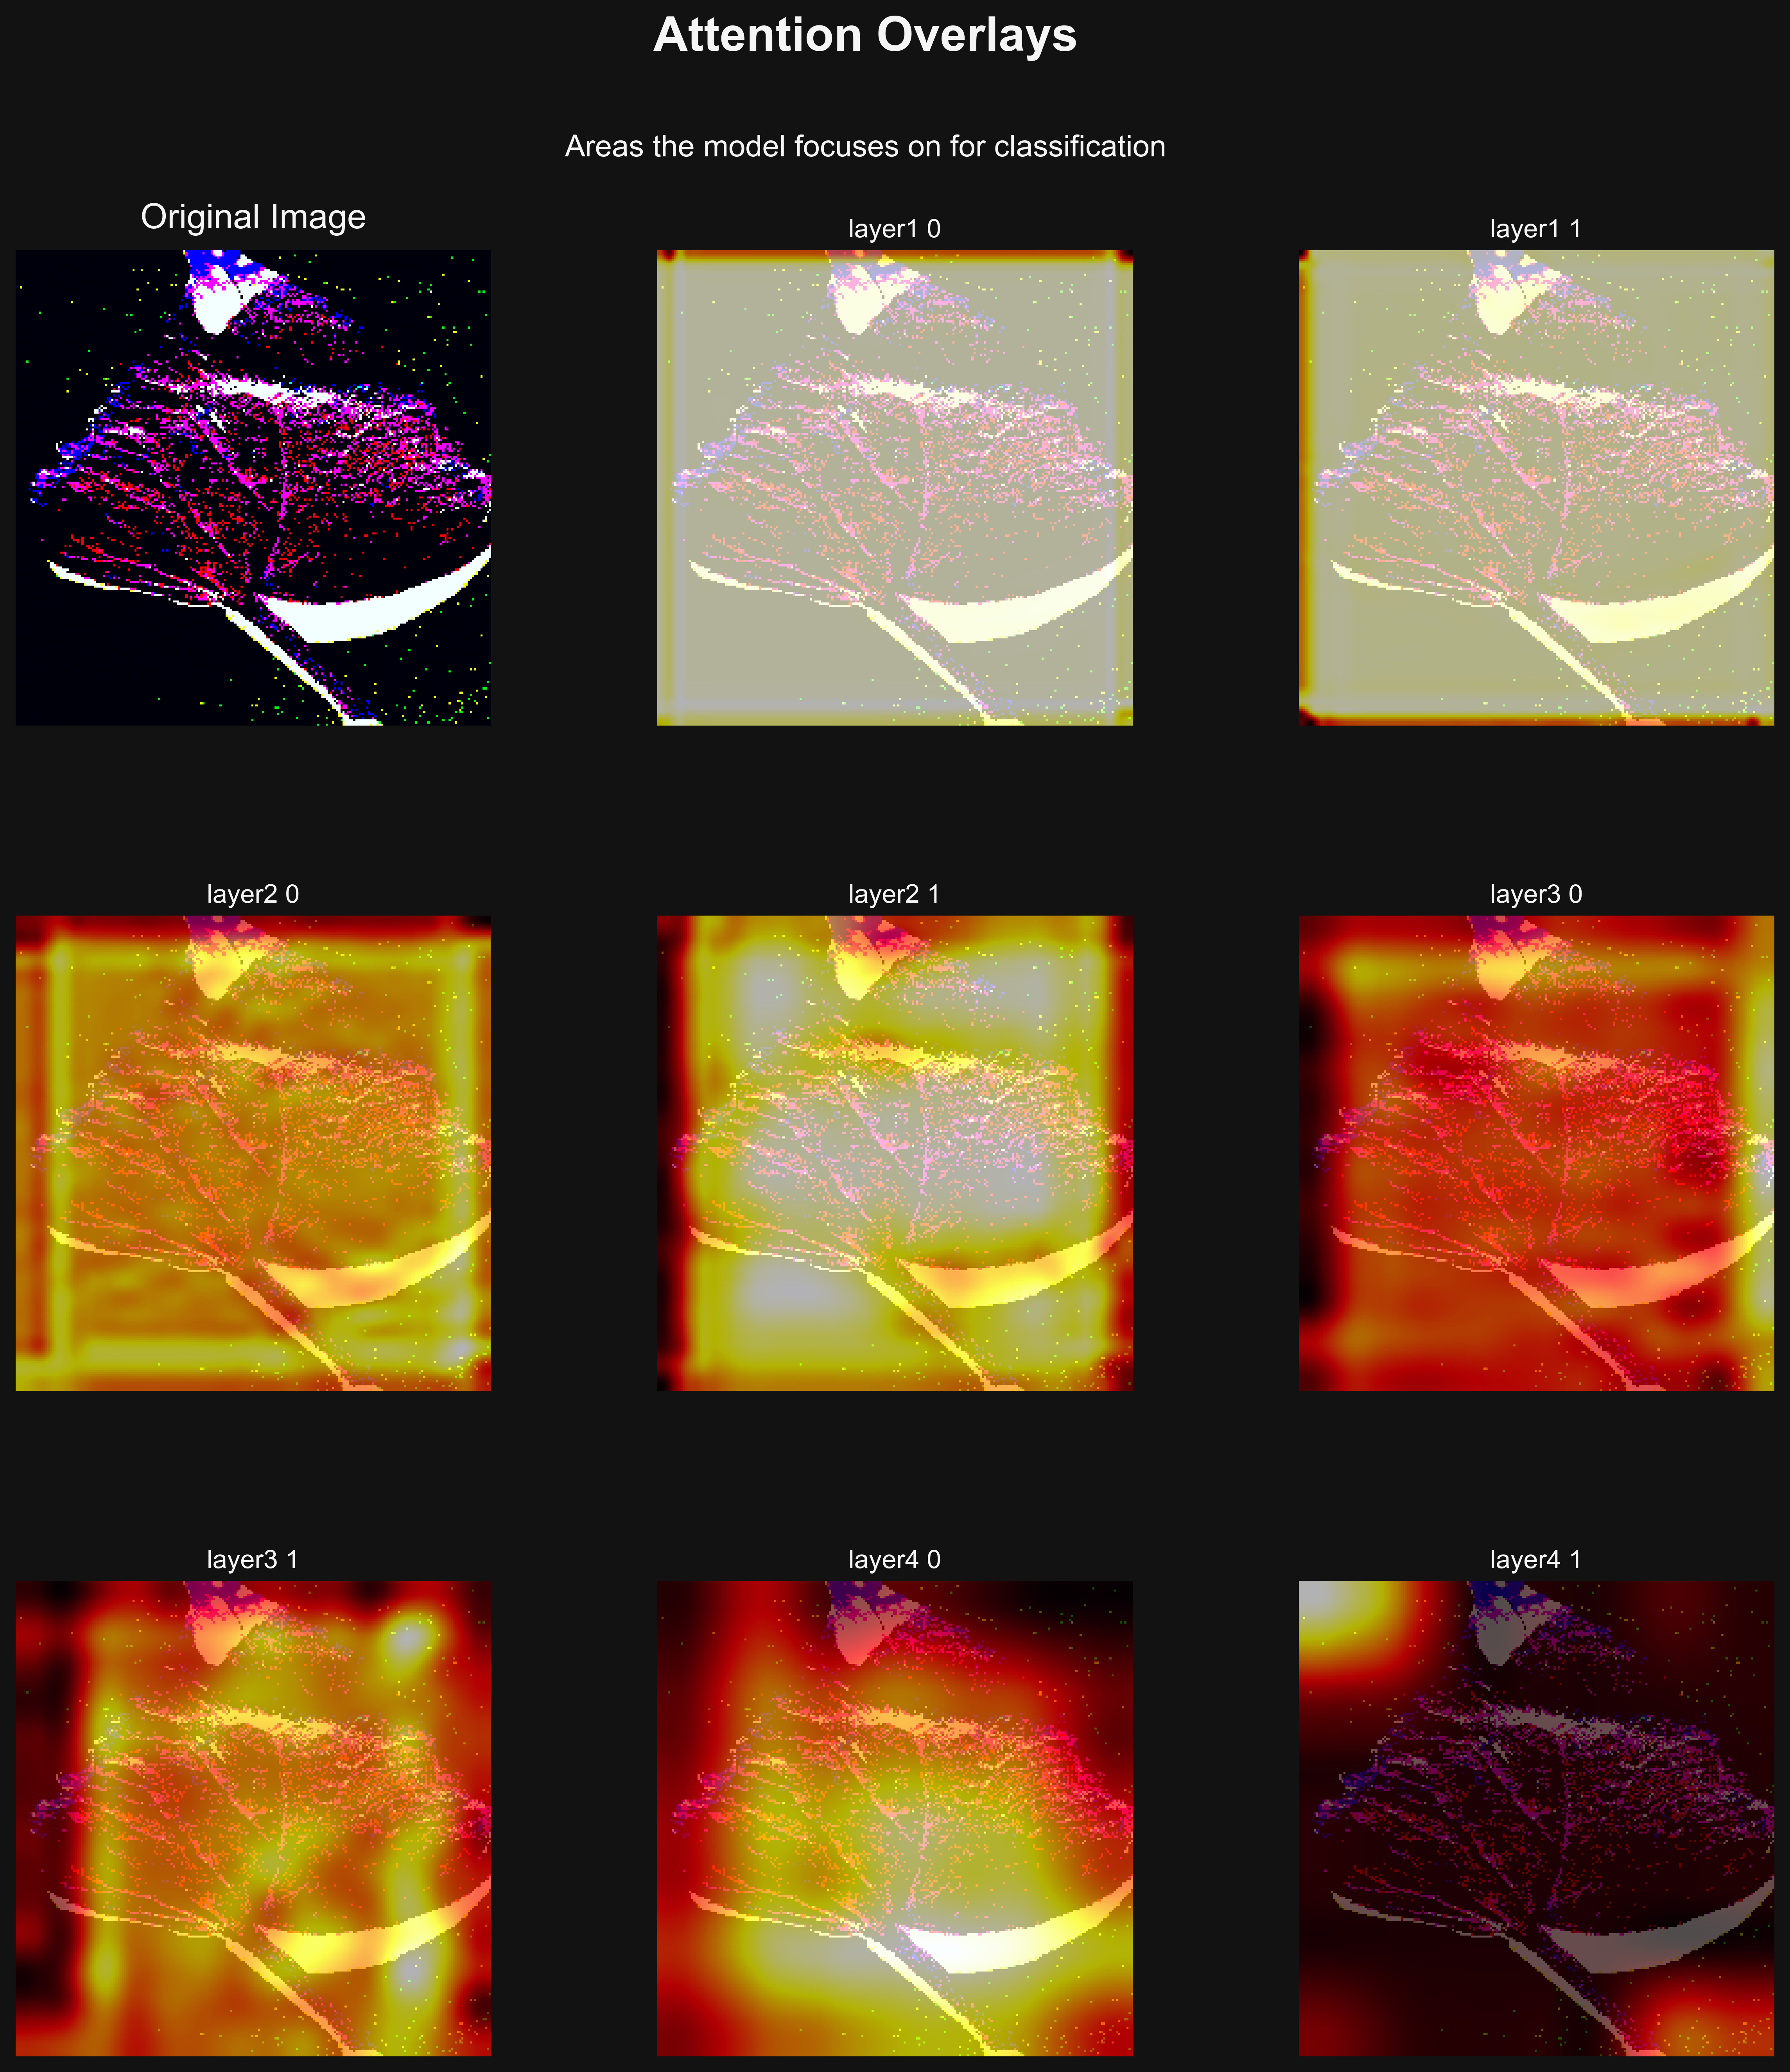 Attention Overlays
Areas the model focuses on for classification
Original Image
layer1 0
layer1 1
layer2 0
layer2 1
layer3 0
layer3 1
layer4 0
layer4 1